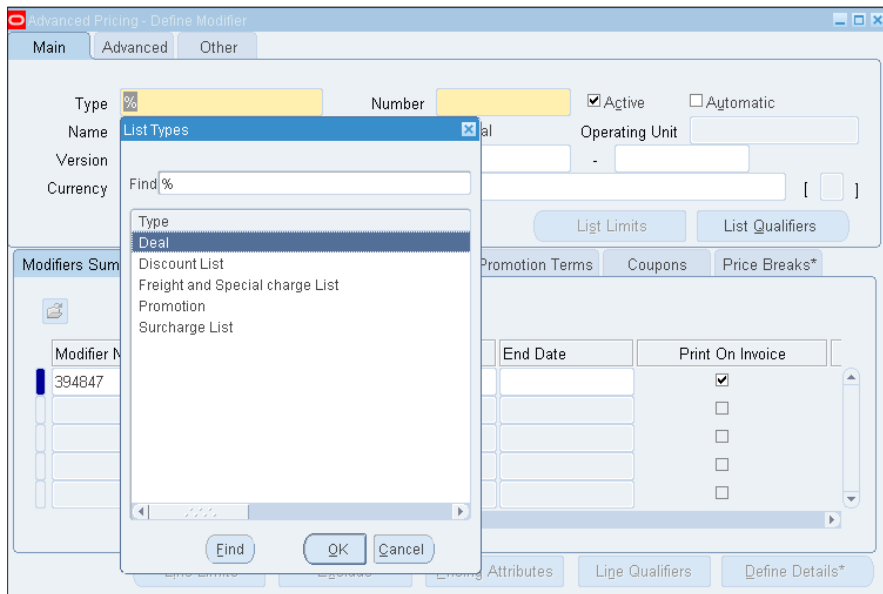 Advanced Pricing - Define Modifier
Main Advanced Other
Type % Number Active Automatic
Name al Operating Unit
Version -
Currency [ ]
List Limits List Qualifiers
List Types
Find %
Type
Deal
Discount List
Freight and Special charge List
Promotion
Surcharge List
Find OK Cancel
Modifiers Sum Promotion Terms Coupons Price Breaks*
Modifier N End Date Print On Invoice
394847
Attributes Line Qualifiers Define Details*